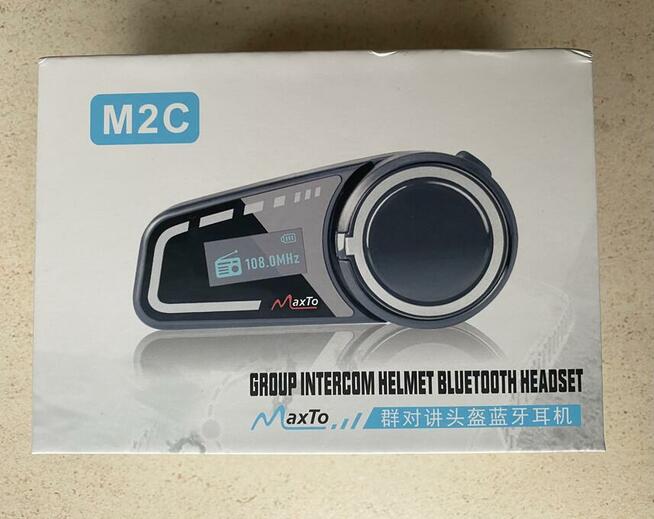 M2C
108.0MHz
MaxTo
GROUP INTERCOM HELMET BLUETOOTH HEADSET
MaxTo
群对讲头盔蓝牙耳机